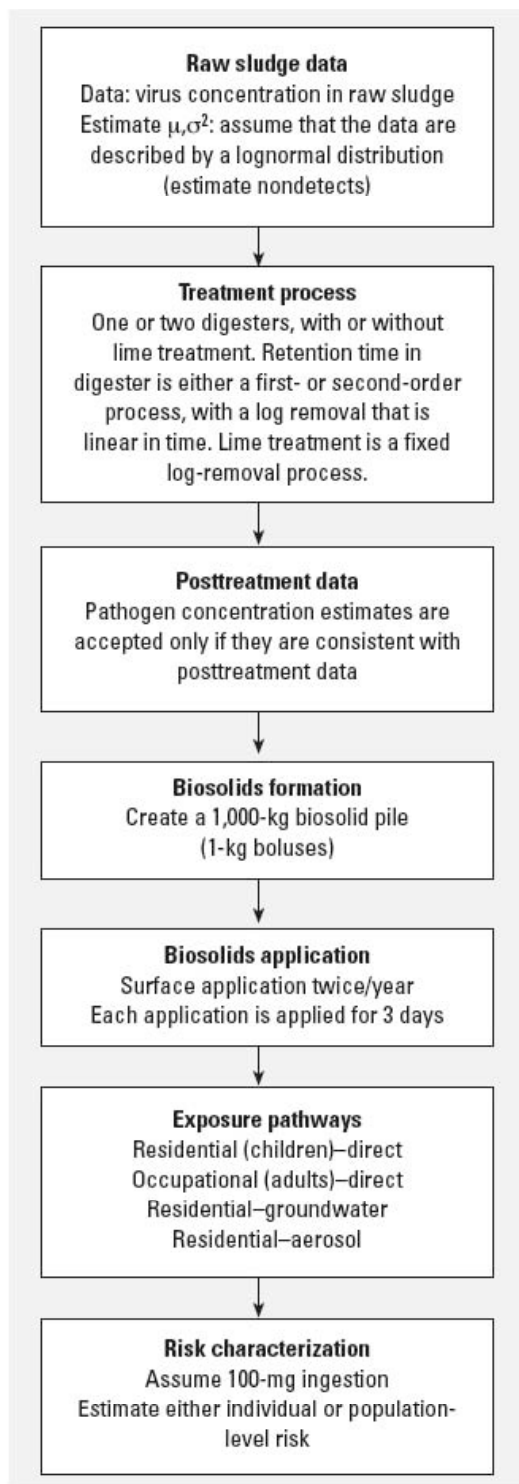 Raw sludge data
Data: virus concentration in raw sludge
Estimate μ,σ²: assume that the data are
described by a lognormal distribution
(estimate nondetects)
Treatment process
One or two digesters, with or without
lime treatment. Retention time in
digester is either a first- or second-order
process, with a log removal that is
linear in time. Lime treatment is a fixed
log-removal process.
Posttreatment data
Pathogen concentration estimates are
accepted only if they are consistent with
posttreatment data
Biosolids formation
Create a 1,000-kg biosolid pile
(1-kg boluses)
Biosolids application
Surface application twice/year
Each application is applied for 3 days
Exposure pathways
Residential (children)–direct
Occupational (adults)–direct
Residential–groundwater
Residential–aerosol
Risk characterization
Assume 100-mg ingestion
Estimate either individual or population-
level risk